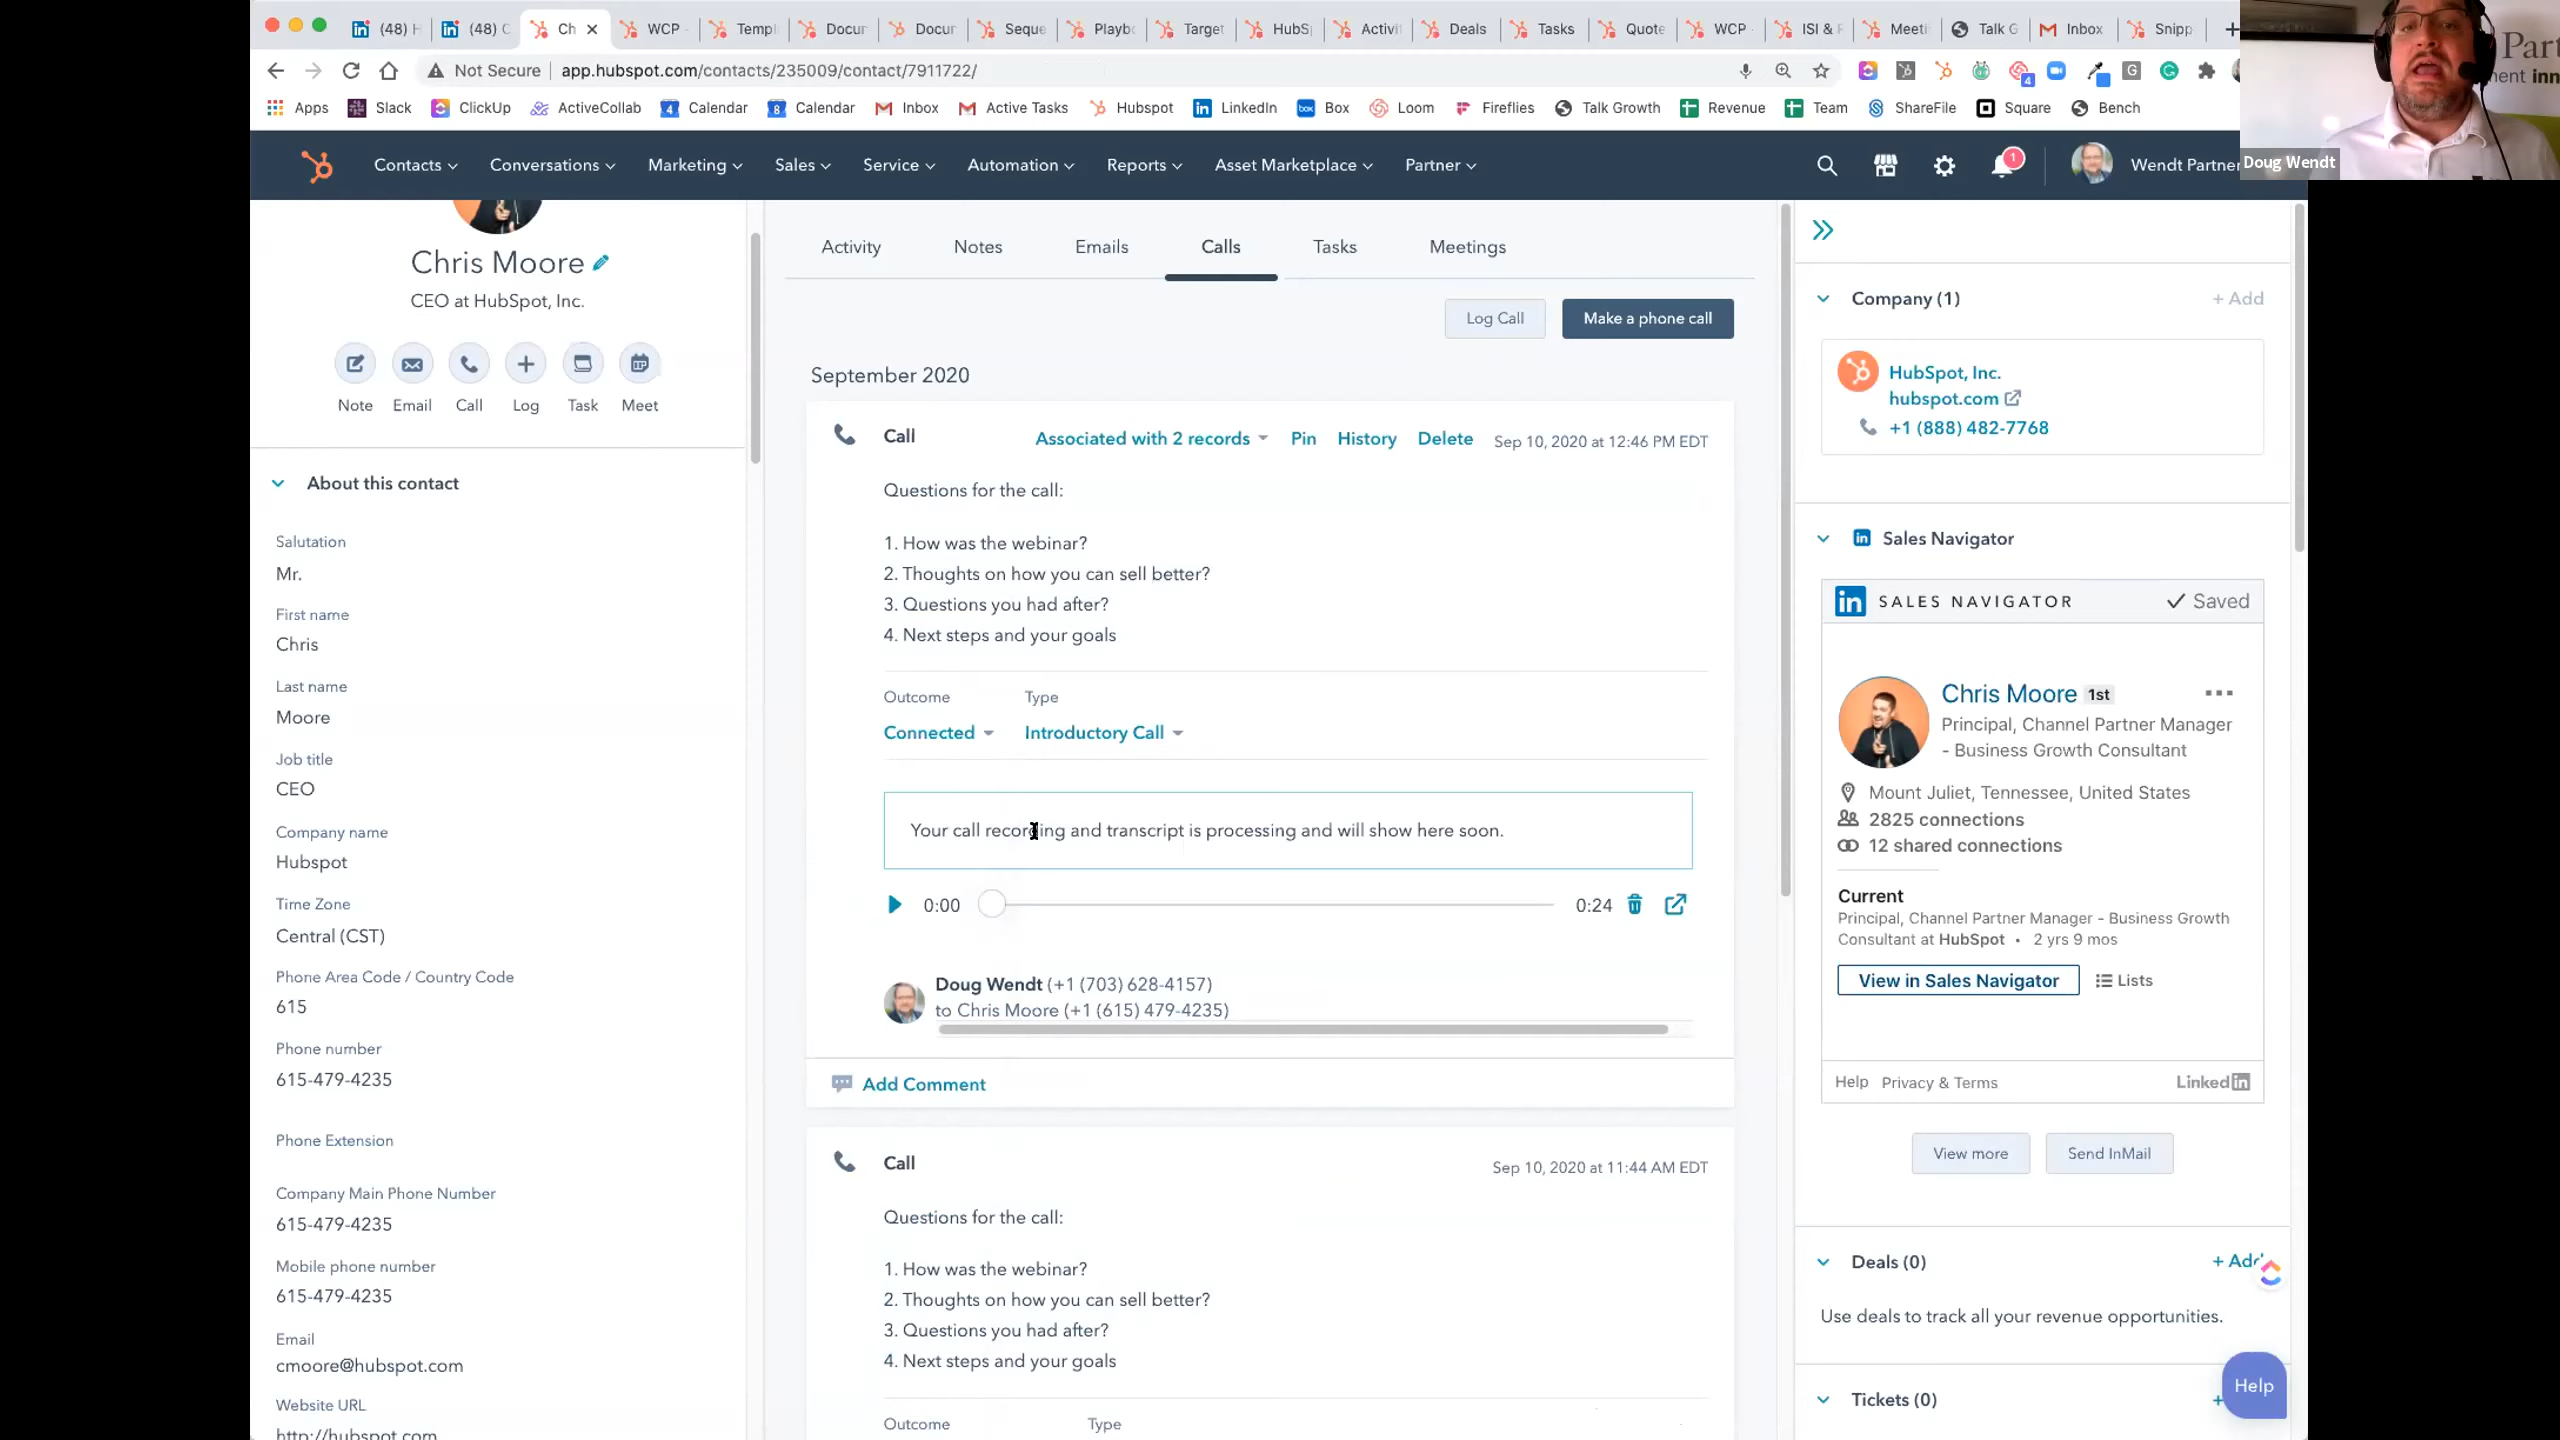 (48) H
(48) C
Ch
WCP
Templ
Docur
Docur
Seque
Playbo
Target
HubSp
Activit
Deals
Tasks
Quote
WCP
ISI & R
Meeti
Talk G
Inbox
Snipp
Not Secure
app.hubspot.com/contacts/235009/contact/7911722/
Apps
Slack
ClickUp
ActiveCollab
4 Calendar
8 Calendar
Inbox
Active Tasks
Hubspot
LinkedIn
Box
Loom
Fireflies
Talk Growth
Revenue
Team
ShareFile
Square
Bench
Part
ment inn
Doug Wendt
Contacts
Conversations
Marketing
Sales
Service
Automation
Reports
Asset Marketplace
Partner
1
Wendt Partner
Chris Moore
CEO at HubSpot, Inc.
Note
Email
Call
Log
Task
Meet
About this contact
Salutation
Mr.
First name
Chris
Last name
Moore
Job title
CEO
Company name
Hubspot
Time Zone
Central (CST)
Phone Area Code / Country Code
615
Phone number
615-479-4235
Phone Extension
Company Main Phone Number
615-479-4235
Mobile phone number
615-479-4235
Email
cmoore@hubspot.com
Website URL
http://hubspot.com
Activity
Notes
Emails
Calls
Tasks
Meetings
Log Call
Make a phone call
September 2020
Call
Associated with 2 records
Pin
History
Delete
Sep 10, 2020 at 12:46 PM EDT
Questions for the call:
1. How was the webinar?
2. Thoughts on how you can sell better?
3. Questions you had after?
4. Next steps and your goals
Outcome
Type
Connected
Introductory Call
Your call recording and transcript is processing and will show here soon.
0:00
0:24
Doug Wendt (+1 (703) 628-4157)
to Chris Moore (+1 (615) 479-4235)
Add Comment
Call
Sep 10, 2020 at 11:44 AM EDT
Questions for the call:
1. How was the webinar?
2. Thoughts on how you can sell better?
3. Questions you had after?
4. Next steps and your goals
Outcome
Type
Company (1)
+ Add
HubSpot, Inc.
hubspot.com
+1 (888) 482-7768
Sales Navigator
SALES NAVIGATOR
Saved
Chris Moore 1st
Principal, Channel Partner Manager
- Business Growth Consultant
Mount Juliet, Tennessee, United States
2825 connections
12 shared connections
Current
Principal, Channel Partner Manager - Business Growth
Consultant at HubSpot • 2 yrs 9 mos
View in Sales Navigator
Lists
Help
Privacy & Terms
LinkedIn
View more
Send InMail
Deals (0)
+ Add
Use deals to track all your revenue opportunities.
Tickets (0)
+
Help